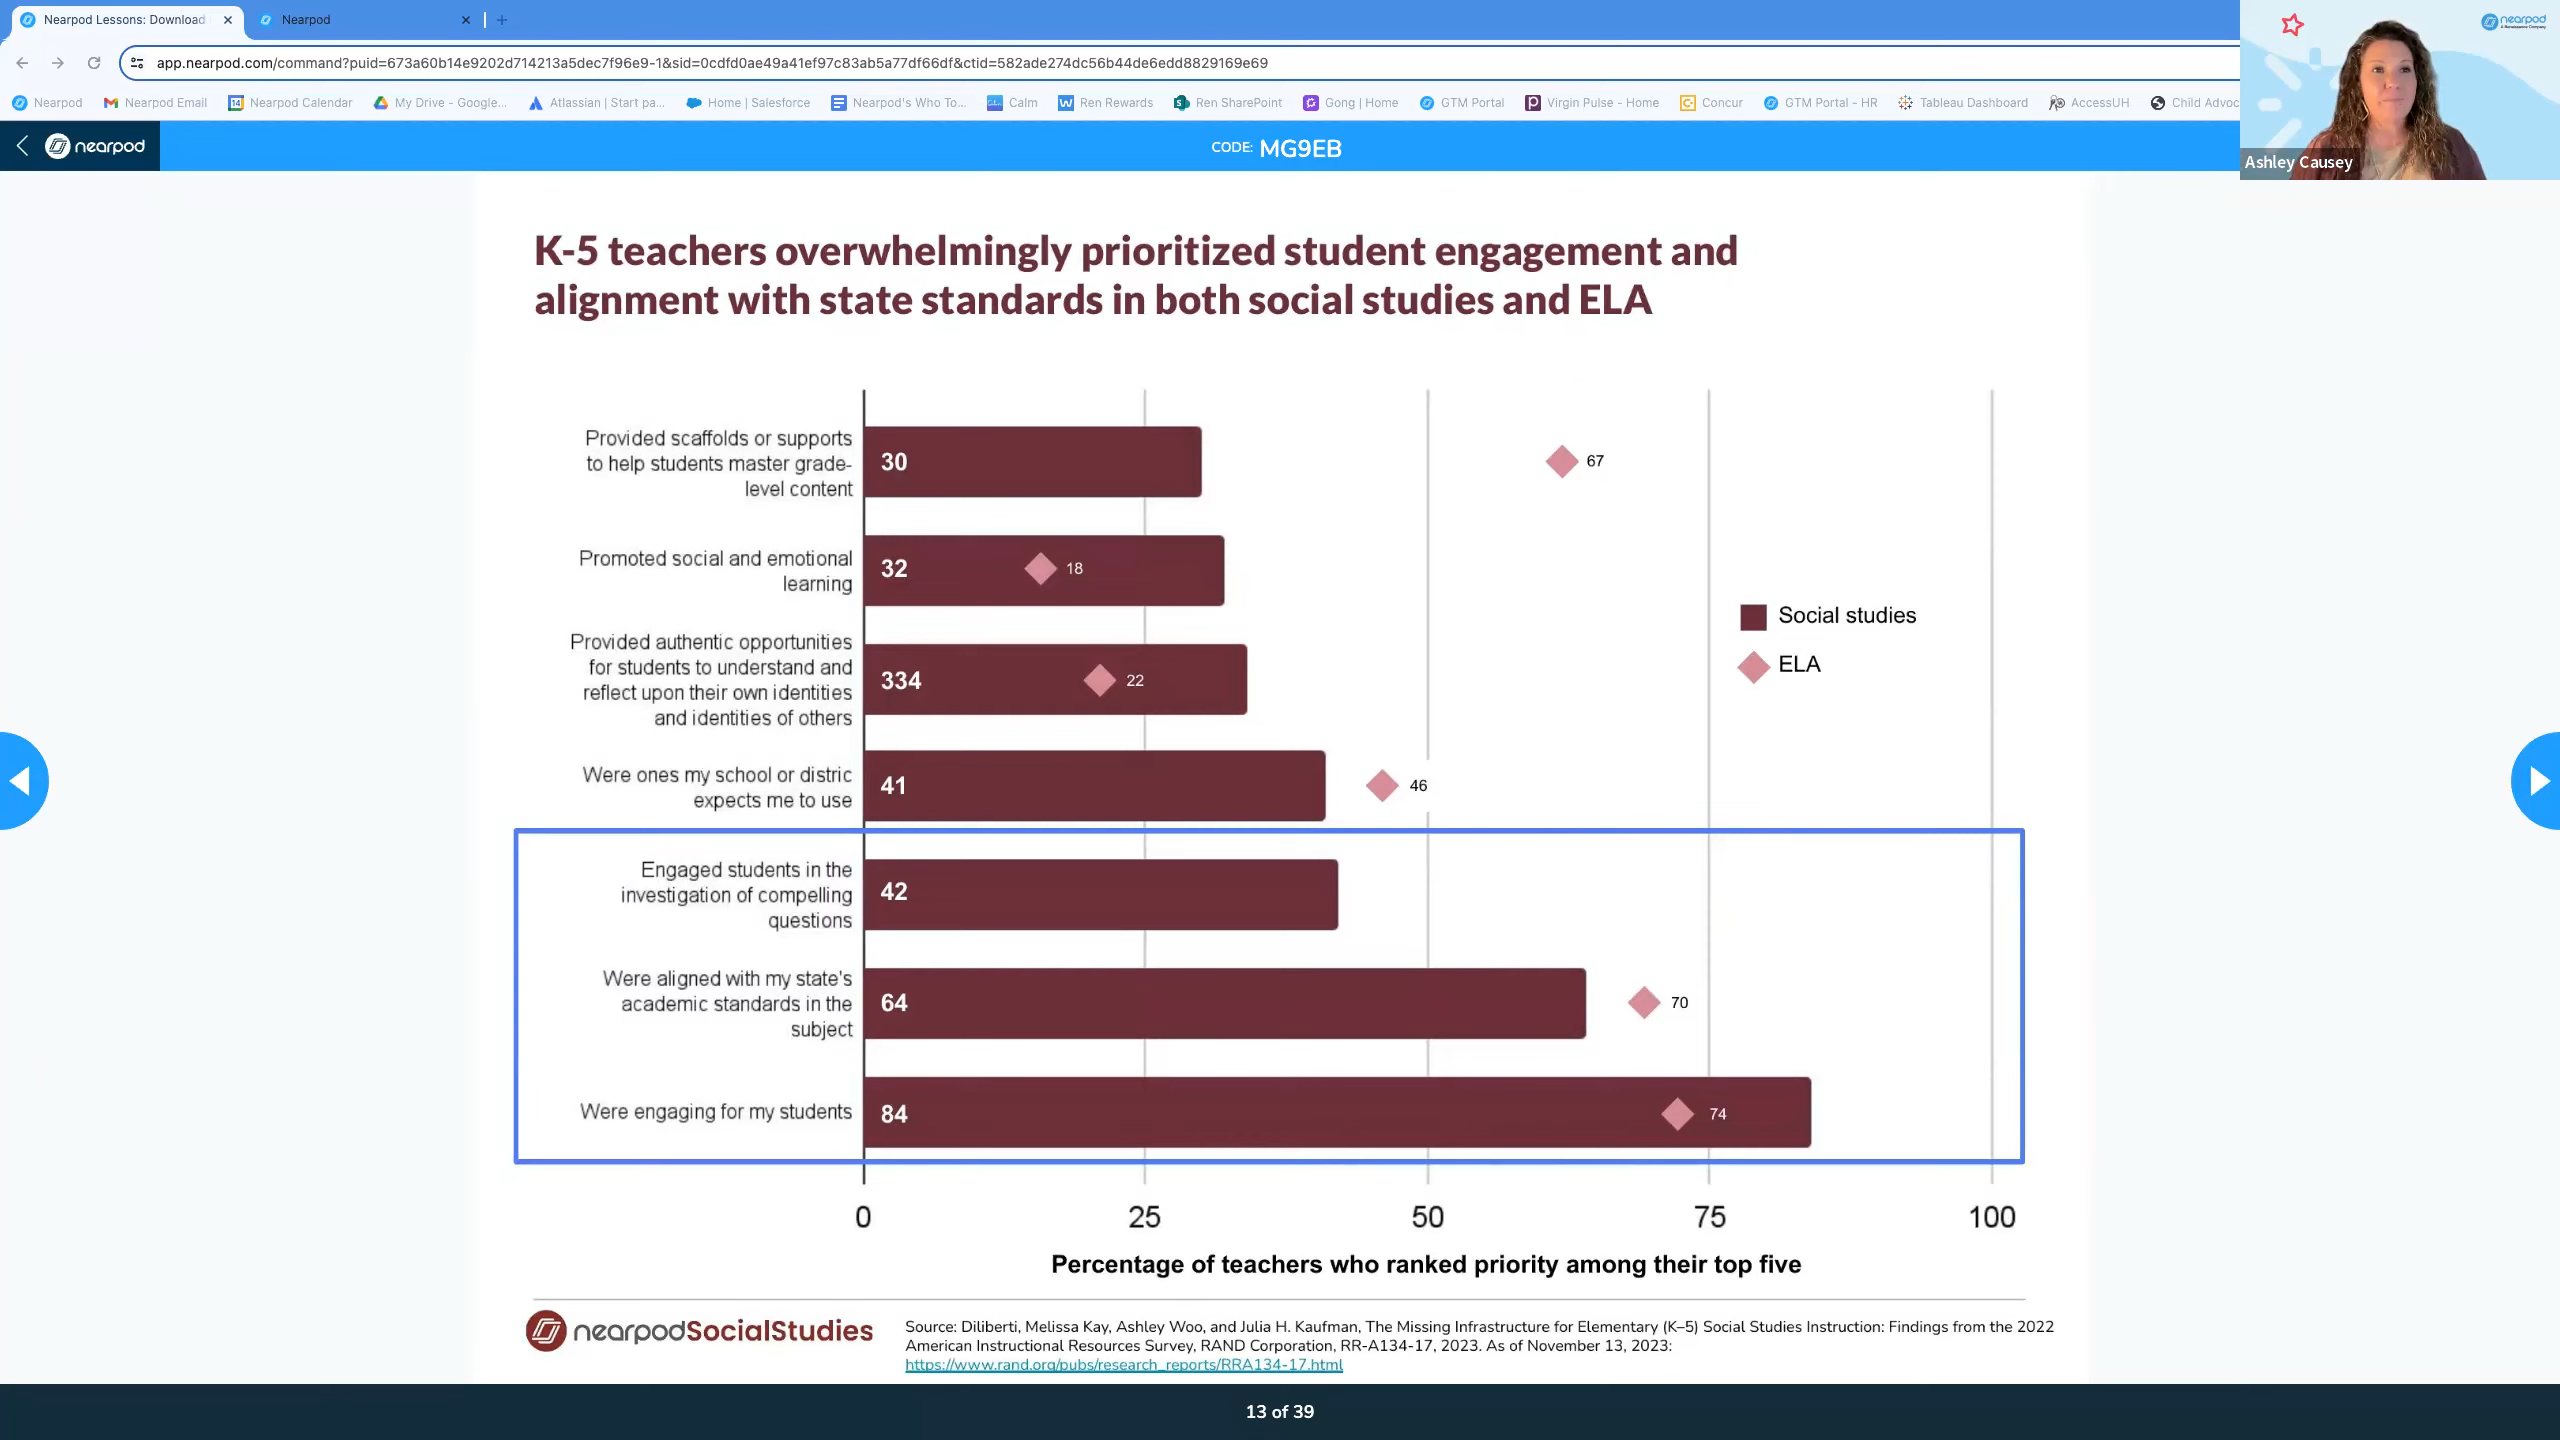 Nearpod Lessons: Download
Nearpod
app.nearpod.com/command?puid=673a60b14e9202d714213a5dec7f96e9-1&sid=0cdfd0ae49a41ef97c83ab5a77df66df&ctid=582ade274dc56b44de6edd8829169e69
Nearpod
Nearpod Email
14
Nearpod Calendar
My Drive - Google...
Atlassian | Start pa...
Home | Salesforce
Nearpod's Who To...
Calm
Ren Rewards
Ren SharePoint
Gong | Home
GTM Portal
Virgin Pulse - Home
Concur
GTM Portal - HR
Tableau Dashboard
AccessUH
Child Advoc
nearpod
Ashley Causey
nearpod
CODE: MG9EB
K-5 teachers overwhelmingly prioritized student engagement and
alignment with state standards in both social studies and ELA
Provided scaffolds or supports
to help students master grade-
level content
30
67
Promoted social and emotional
learning
32
18
Provided authentic opportunities
for students to understand and
reflect upon their own identities
and identities of others
334
22
Were ones my school or distric
expects me to use
41
46
Engaged students in the
investigation of compelling
questions
42
Were aligned with my state's
academic standards in the
subject
64
70
Were engaging for my students
84
74
Social studies
ELA
0 25 50 75 100
Percentage of teachers who ranked priority among their top five
nearpodSocialStudies
Source: Diliberti, Melissa Kay, Ashley Woo, and Julia H. Kaufman, The Missing Infrastructure for Elementary (K–5) Social Studies Instruction: Findings from the 2022
American Instructional Resources Survey, RAND Corporation, RR-A134-17, 2023. As of November 13, 2023:
https://www.rand.org/pubs/research_reports/RRA134-17.html
13 of 39